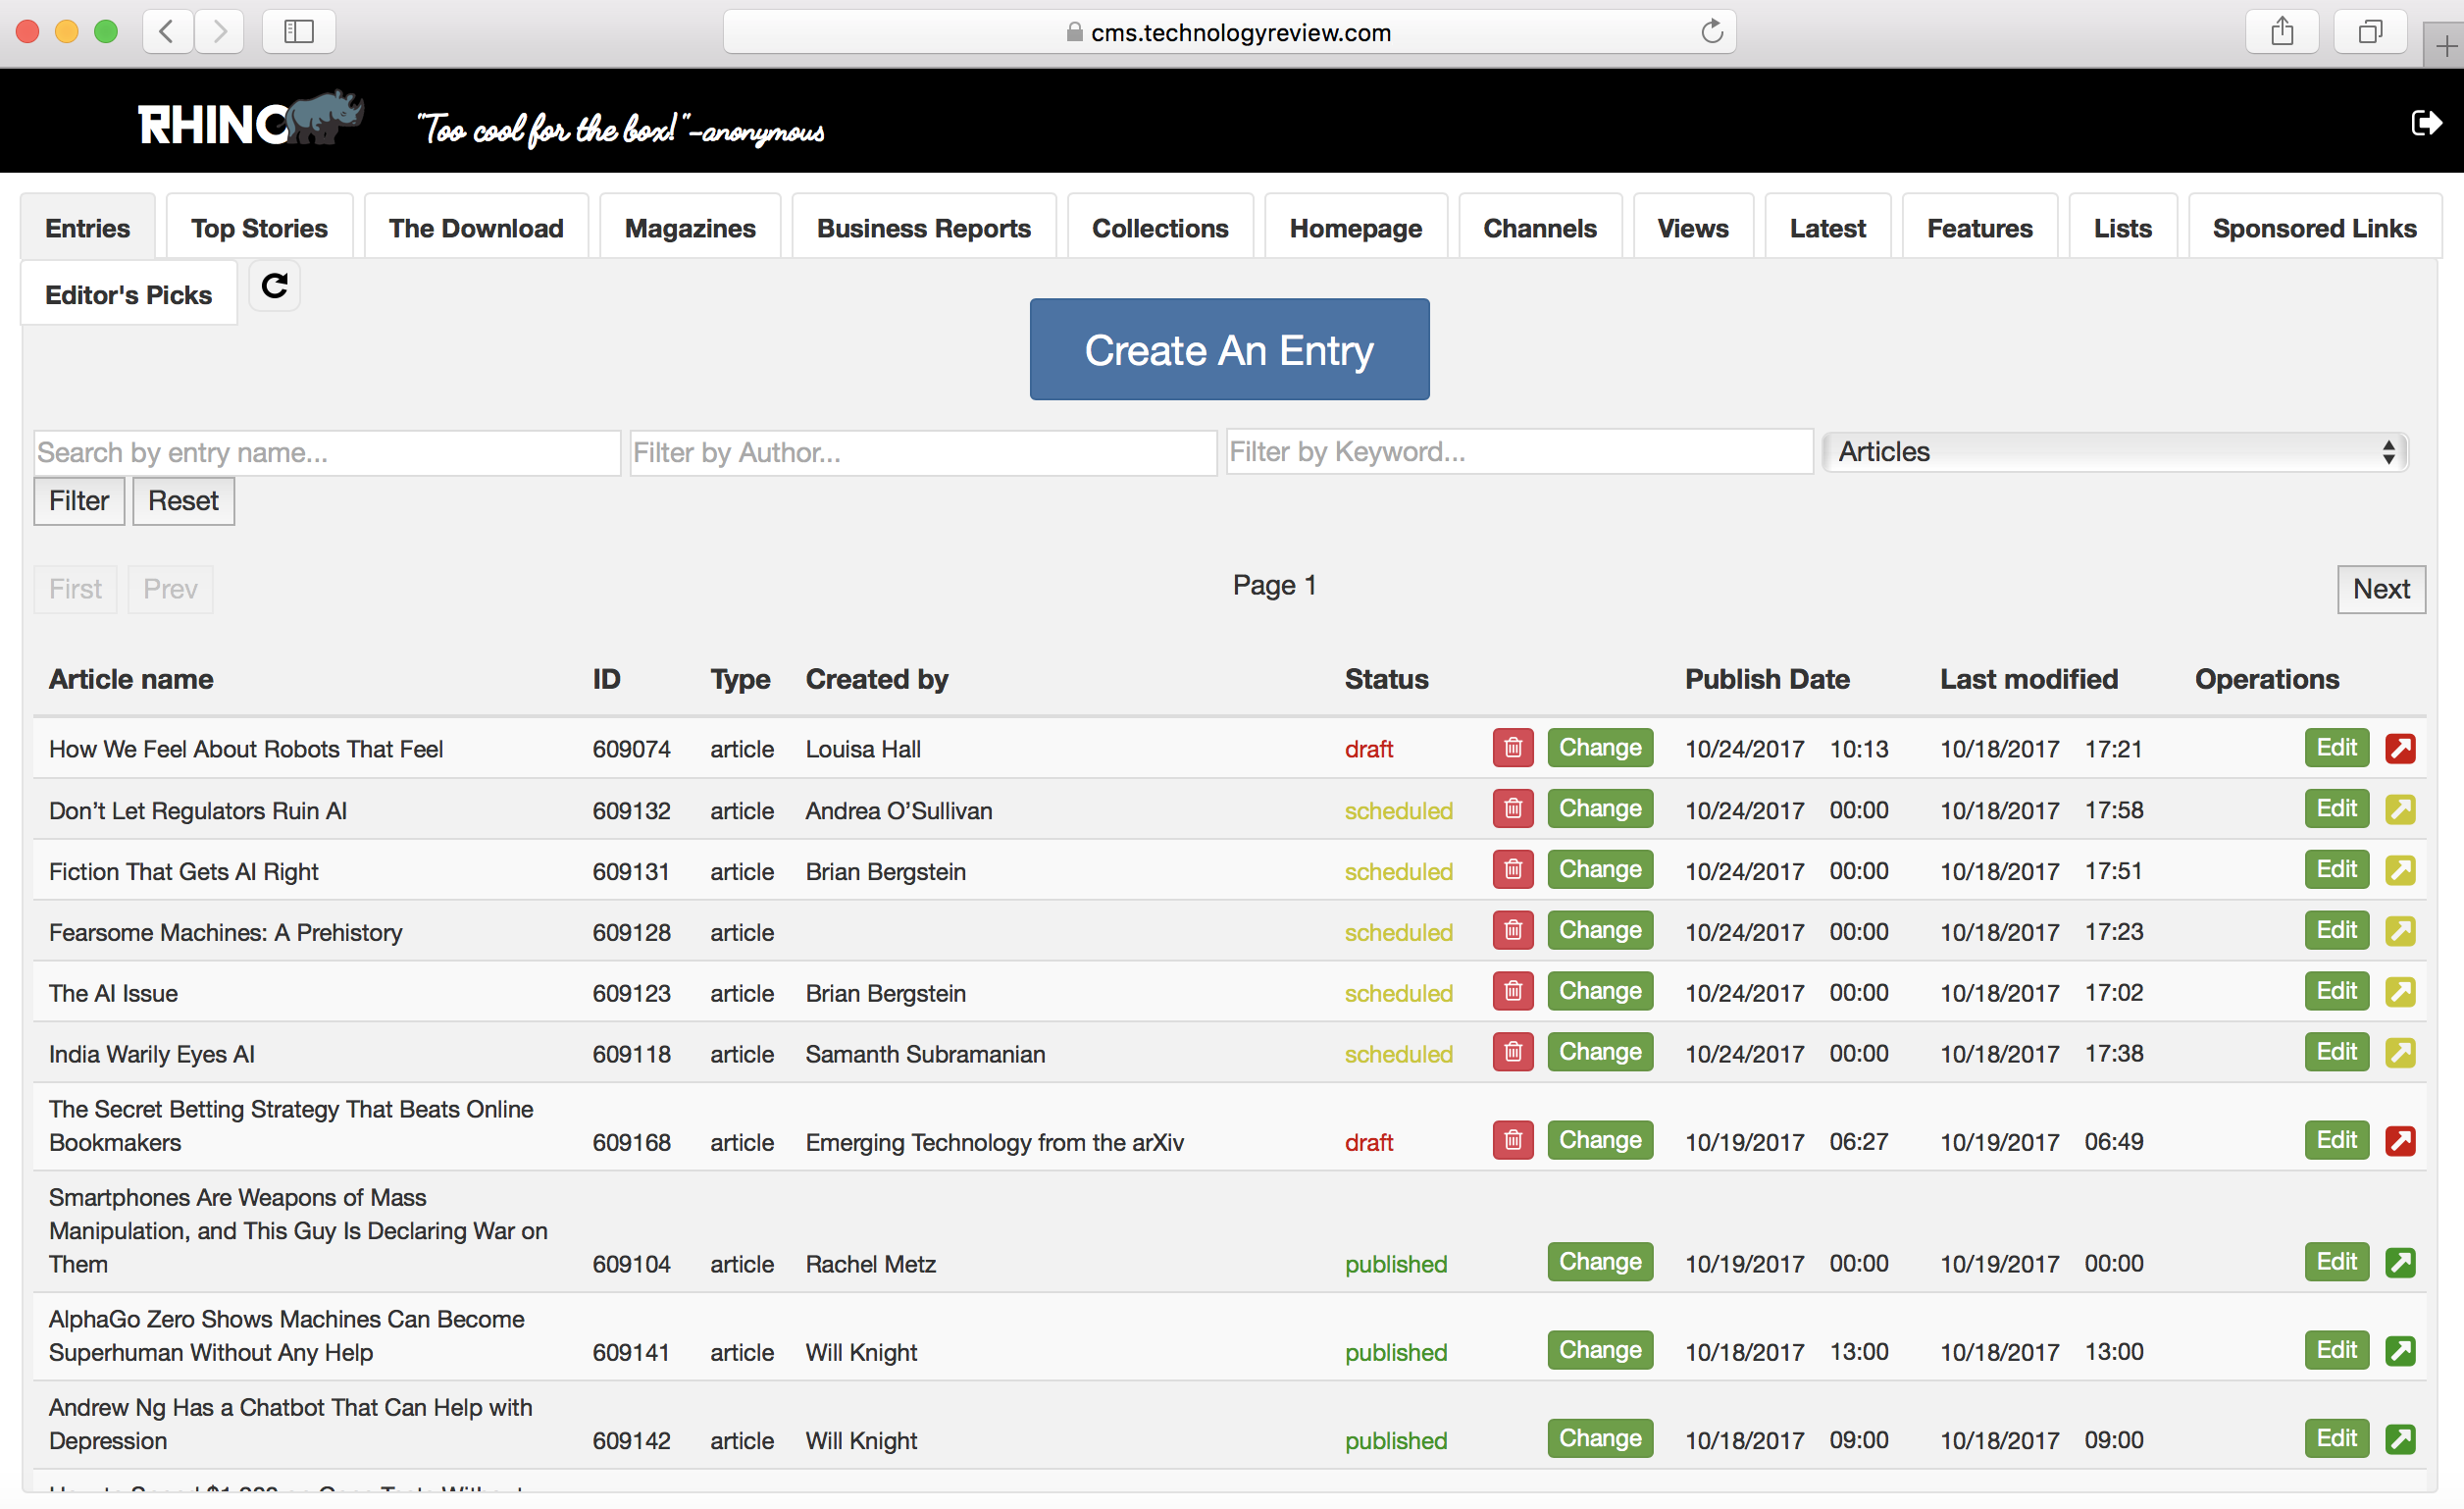 cms.technologyreview.com
RHINO "Too cool for the box!"-anonymous
Entries Top Stories The Download Magazines Business Reports Collections Homepage Channels Views Latest Features Lists Sponsored Links
Editor's Picks
Create An Entry
Search by entry name... Filter by Author... Filter by Keyword... Articles
Filter Reset
First Prev Page 1 Next
Article name ID Type Created by Status Publish Date Last modified Operations
How We Feel About Robots That Feel 609074 article Louisa Hall draft Change 10/24/2017 10:13 10/18/2017 17:21 Edit
Don’t Let Regulators Ruin AI 609132 article Andrea O’Sullivan scheduled Change 10/24/2017 00:00 10/18/2017 17:58 Edit
Fiction That Gets AI Right 609131 article Brian Bergstein scheduled Change 10/24/2017 00:00 10/18/2017 17:51 Edit
Fearsome Machines: A Prehistory 609128 article scheduled Change 10/24/2017 00:00 10/18/2017 17:23 Edit
The AI Issue 609123 article Brian Bergstein scheduled Change 10/24/2017 00:00 10/18/2017 17:02 Edit
India Warily Eyes AI 609118 article Samanth Subramanian scheduled Change 10/24/2017 00:00 10/18/2017 17:38 Edit
The Secret Betting Strategy That Beats Online
Bookmakers 609168 article Emerging Technology from the arXiv draft Change 10/19/2017 06:27 10/19/2017 06:49 Edit
Smartphones Are Weapons of Mass
Manipulation, and This Guy Is Declaring War on
Them 609104 article Rachel Metz published Change 10/19/2017 00:00 10/19/2017 00:00 Edit
AlphaGo Zero Shows Machines Can Become
Superhuman Without Any Help 609141 article Will Knight published Change 10/18/2017 13:00 10/18/2017 13:00 Edit
Andrew Ng Has a Chatbot That Can Help with
Depression 609142 article Will Knight published Change 10/18/2017 09:00 10/18/2017 09:00 Edit